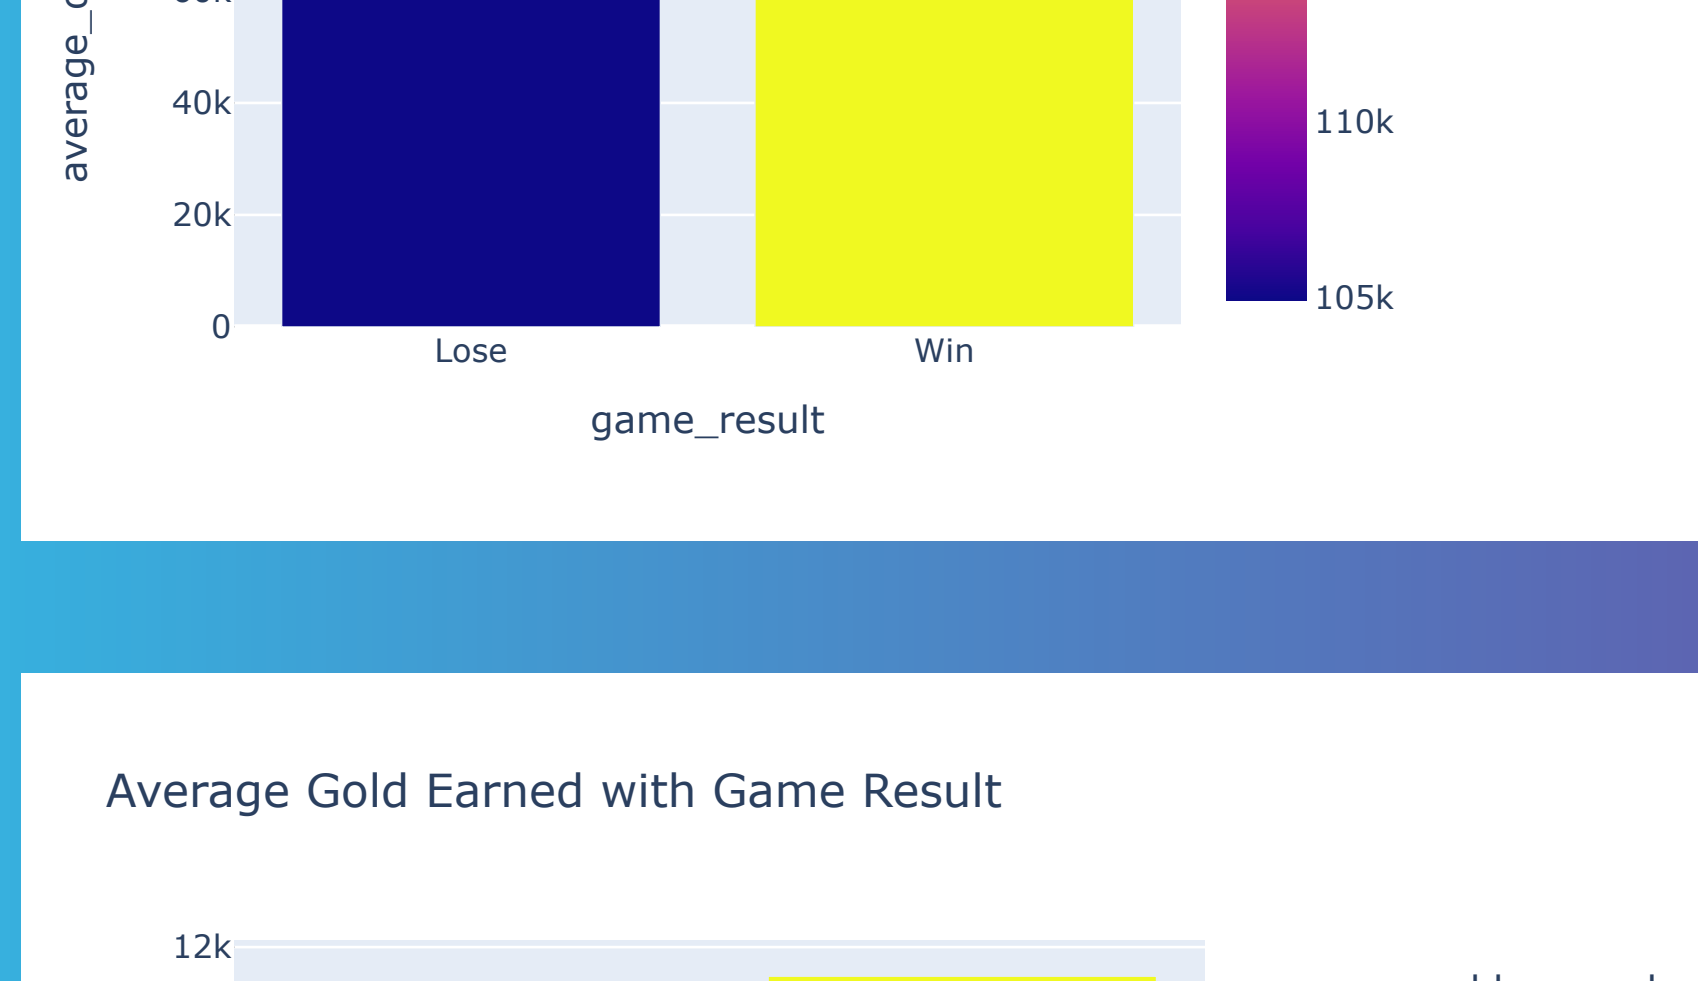 average_
40k
20k
0
Lose
Win
game_result
110k
105k
Average Gold Earned with Game Result
12k